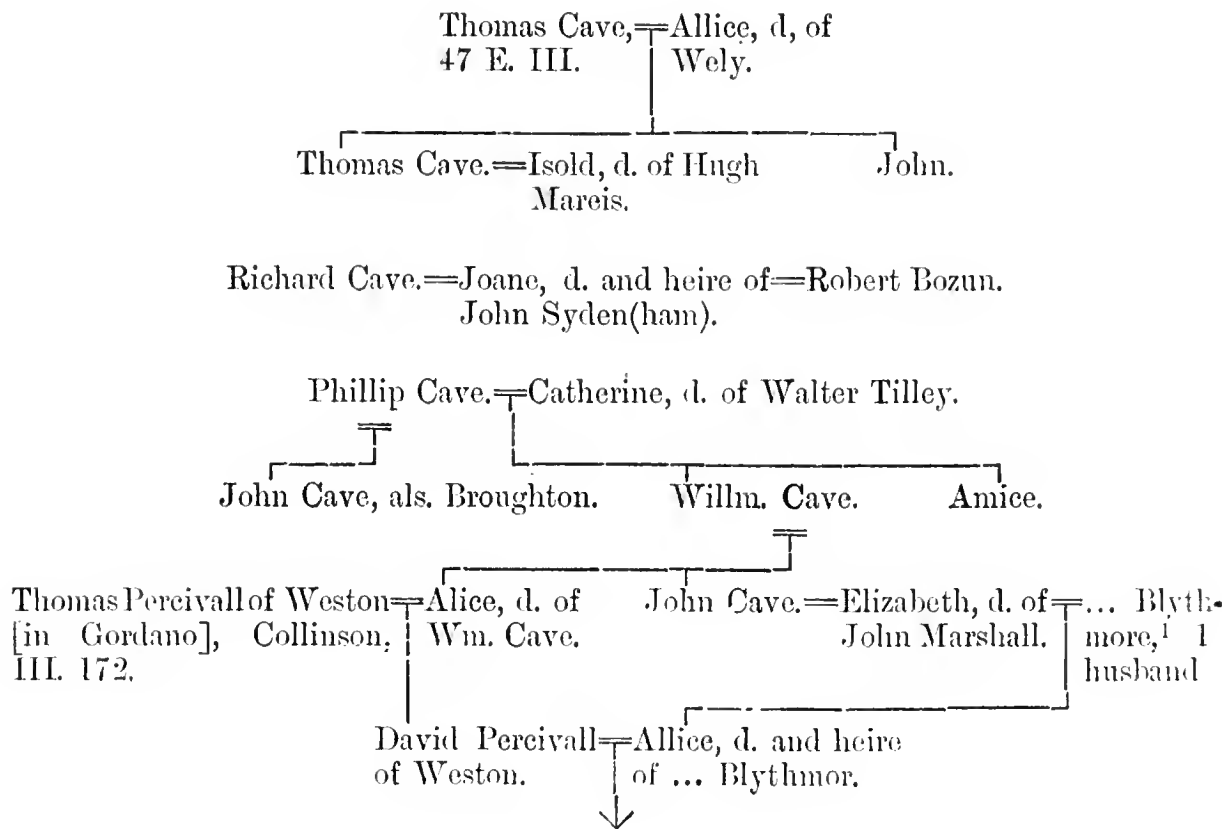 Thomas Cave,=Allice, d, of
47 E. III. Wely.
Thomas Cave.=Isold, d. of Hugh John.
Mareis.
Richard Cave.=Joane, d. and heire of=Robert Bozun.
John Syden(ham).
Phillip Cave.=Catherine, d. of Walter Tilley.
John Cave, als. Broughton. Willm. Cave. Amice.
Thomas Percivall of Weston=Alice, d. of John Cave.=Elizabeth, d. of= ... Blyth-
[in Gordano], Collinson, Wm. Cave. John Marshall. more,¹ 1
III. 172. husband
David Percivall=Allice, d. and heire
of Weston. of ... Blythmor.